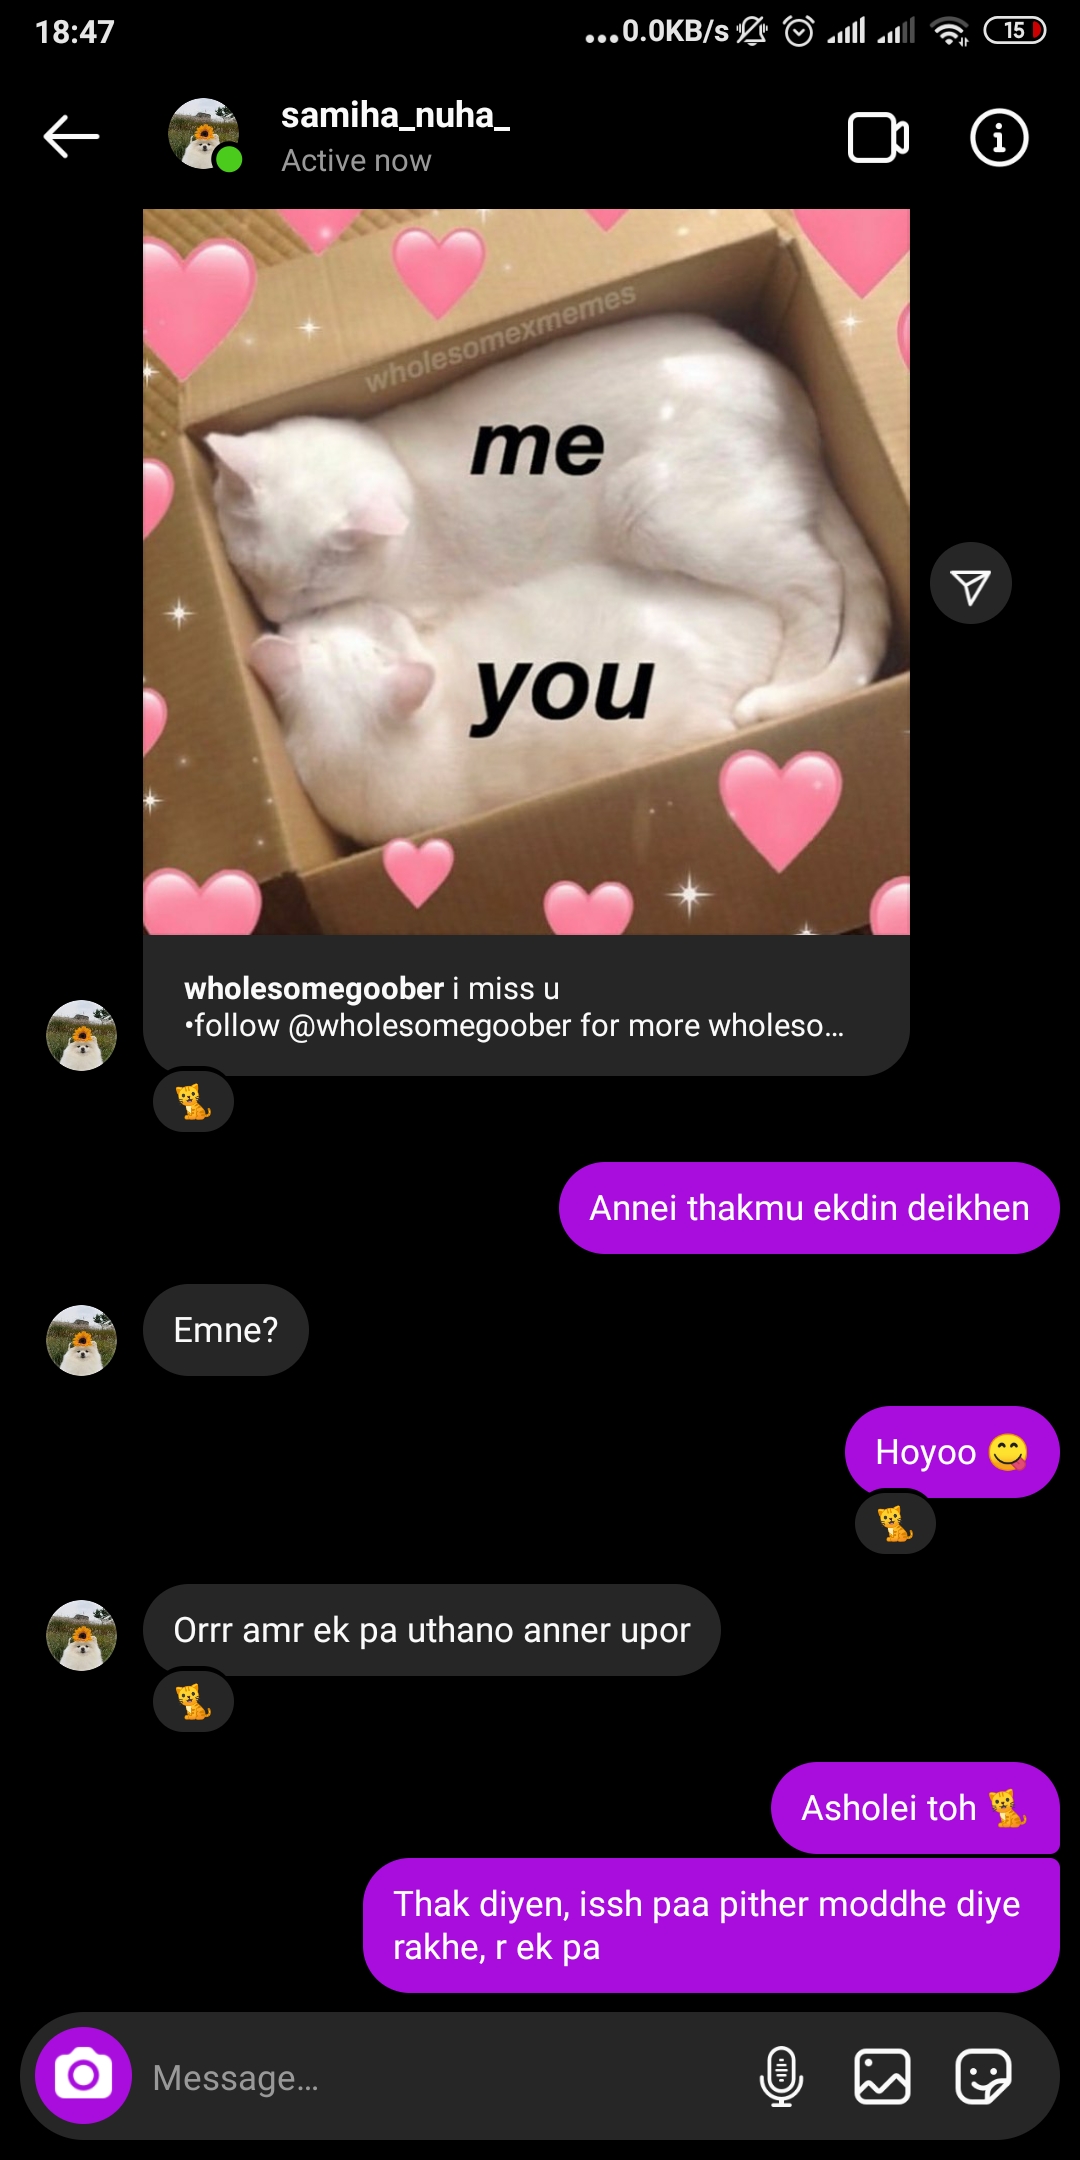 18:47
...0.0KB/s
15
samiha_nuha_
Active now
wholesomexmemes
me
you
wholesomegoober i miss u
•follow @wholesomegoober for more wholeso...
🐈
Annei thakmu ekdin deikhen
Emne?
Hoyoo 😋
🐈
Orrr amr ek pa uthano anner upor
🐈
Asholei toh 🐈
Thak diyen, issh paa pither moddhe diye
rakhe, r ek pa
Message...